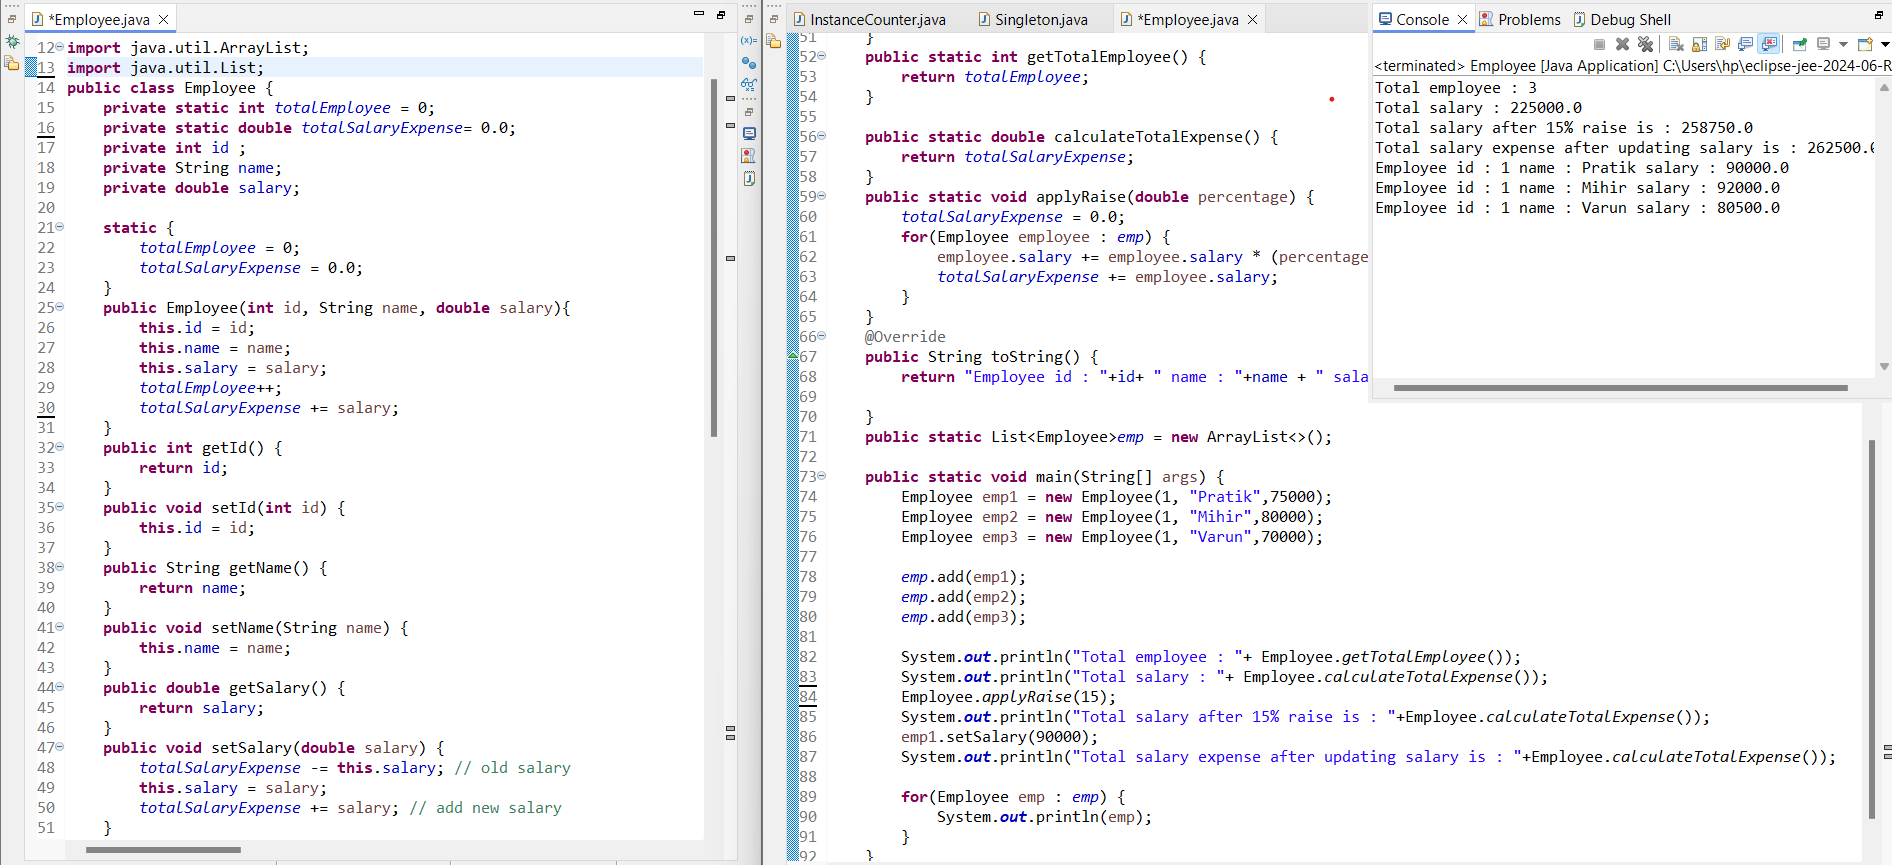 *Employee.java
12 import java.util.ArrayList;
13 import java.util.List;
14 public class Employee {
15 private static int totalEmployee = 0;
16 private static double totalSalaryExpense= 0.0;
17 private int id ;
18 private String name;
19 private double salary;
20
21 static {
22 totalEmployee = 0;
23 totalSalaryExpense = 0.0;
24 }
25 public Employee(int id, String name, double salary){
26 this.id = id;
27 this.name = name;
28 this.salary = salary;
29 totalEmployee++;
30 totalSalaryExpense += salary;
31 }
32 public int getId() {
33 return id;
34 }
35 public void setId(int id) {
36 this.id = id;
37 }
38 public String getName() {
39 return name;
40 }
41 public void setName(String name) {
42 this.name = name;
43 }
44 public double getSalary() {
45 return salary;
46 }
47 public void setSalary(double salary) {
48 totalSalaryExpense -= this.salary; // old salary
49 this.salary = salary;
50 totalSalaryExpense += salary; // add new salary
51 }
InstanceCounter.java Singleton.java *Employee.java
51 }
52 public static int getTotalEmployee() {
53 return totalEmployee;
54 }
55
56 public static double calculateTotalExpense() {
57 return totalSalaryExpense;
58 }
59 public static void applyRaise(double percentage) {
60 totalSalaryExpense = 0.0;
61 for(Employee employee : emp) {
62 employee.salary += employee.salary * (percentage
63 totalSalaryExpense += employee.salary;
64 }
65 }
66 @Override
67 public String toString() {
68 return "Employee id : "+id+ " name : "+name + " sala
69
70 }
71 public static List<Employee>emp = new ArrayList<>();
72
73 public static void main(String[] args) {
74 Employee emp1 = new Employee(1, "Pratik",75000);
75 Employee emp2 = new Employee(1, "Mihir",80000);
76 Employee emp3 = new Employee(1, "Varun",70000);
77
78 emp.add(emp1);
79 emp.add(emp2);
80 emp.add(emp3);
81
82 System.out.println("Total employee : "+ Employee.getTotalEmployee());
83 System.out.println("Total salary : "+ Employee.calculateTotalExpense());
84 Employee.applyRaise(15);
85 System.out.println("Total salary after 15% raise is : "+Employee.calculateTotalExpense());
86 emp1.setSalary(90000);
87 System.out.println("Total salary expense after updating salary is : "+Employee.calculateTotalExpense());
88
89 for(Employee emp : emp) {
90 System.out.println(emp);
91 }
92 }
Console Problems Debug Shell
<terminated> Employee [Java Application] C:\Users\hp\eclipse-jee-2024-06-R
Total employee : 3
Total salary : 225000.0
Total salary after 15% raise is : 258750.0
Total salary expense after updating salary is : 262500.0
Employee id : 1 name : Pratik salary : 90000.0
Employee id : 1 name : Mihir salary : 92000.0
Employee id : 1 name : Varun salary : 80500.0